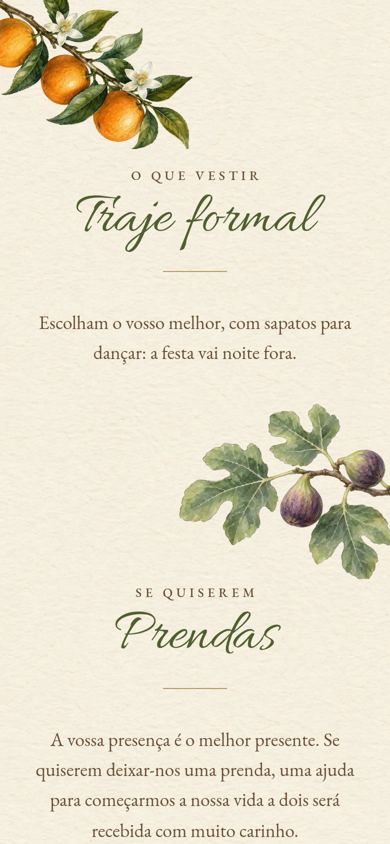 O QUE VESTIR
Traje formal
Escolham o vosso melhor, com sapatos para
dançar: a festa vai noite fora.
SE QUISEREM
Prendas
A vossa presença é o melhor presente. Se
quiserem deixar-nos uma prenda, uma ajuda
para começarmos a nossa vida a dois será
recebida com muito carinho.